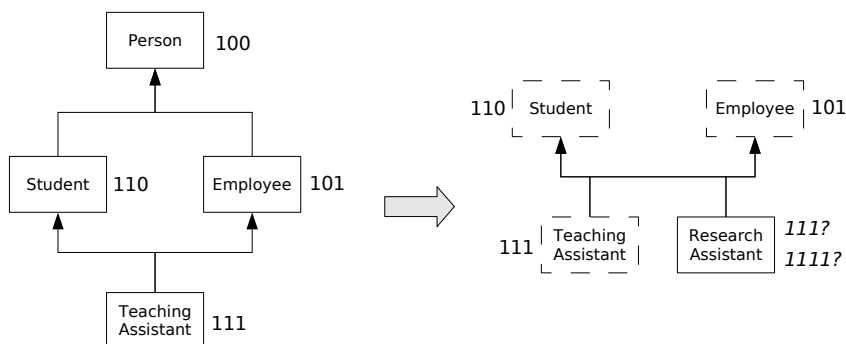 Person
100
Student
110
Employee
101
Teaching
Assistant
111
110
Student
Employee
101
111
Teaching
Assistant
Research
Assistant
111?
1111?